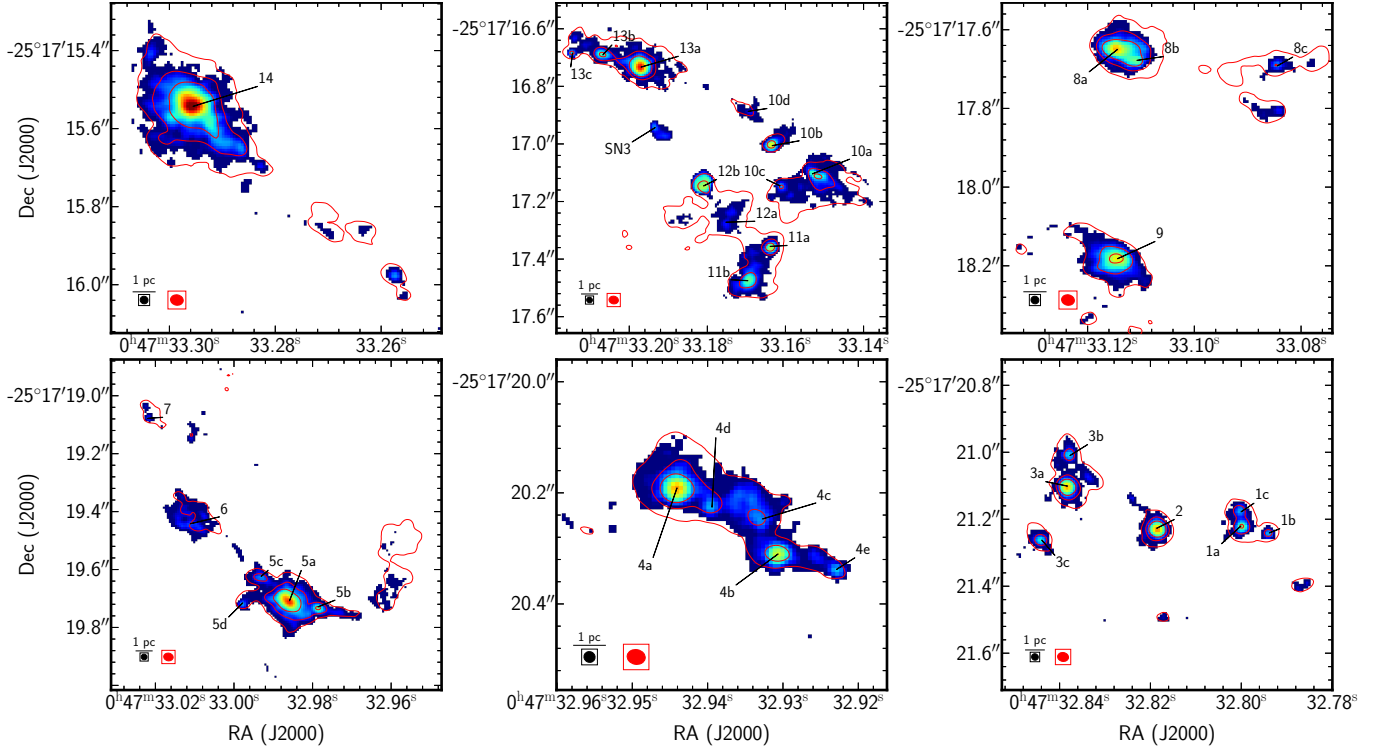 -25°17′15.4″
15.6″
15.8″
16.0″
Dec (J2000)
14
1 pc
0ʰ47ᵐ33.30ˢ
33.28ˢ
33.26ˢ
-25°17′16.6″
16.8″
17.0″
17.2″
17.4″
17.6″
13b
13a
13c
10d
SN3
10b
12b
10c
10a
12a
11a
11b
1 pc
0ʰ47ᵐ33.20ˢ
33.18ˢ
33.16ˢ
33.14ˢ
-25°17′17.6″
17.8″
18.0″
18.2″
8b
8c
8a
9
1 pc
0ʰ47ᵐ33.12ˢ
33.10ˢ
33.08ˢ
-25°17′19.0″
19.2″
19.4″
19.6″
19.8″
Dec (J2000)
7
6
5c
5a
5b
5d
1 pc
0ʰ47ᵐ33.02ˢ
33.00ˢ
32.98ˢ
32.96ˢ
RA (J2000)
-25°17′20.0″
20.2″
20.4″
4d
4c
4a
4e
4b
1 pc
0ʰ47ᵐ32.96ˢ
32.95ˢ
32.94ˢ
32.93ˢ
32.92ˢ
RA (J2000)
-25°17′20.8″
21.0″
21.2″
21.4″
21.6″
3b
3a
1c
2
1b
1a
3c
1 pc
0ʰ47ᵐ32.84ˢ
32.82ˢ
32.80ˢ
32.78ˢ
RA (J2000)